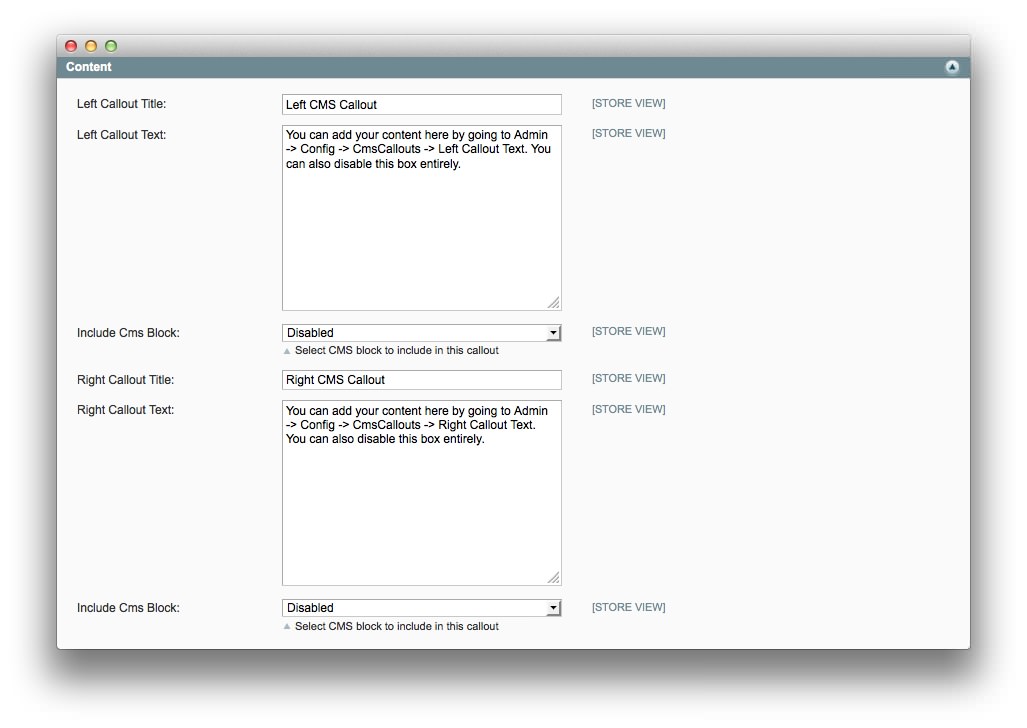 Content
Left Callout Title:
Left CMS Callout
[STORE VIEW]
Left Callout Text:
You can add your content here by going to Admin
-> Config -> CmsCallouts -> Left Callout Text. You
can also disable this box entirely.
[STORE VIEW]
Include Cms Block:
Disabled
[STORE VIEW]
Select CMS block to include in this callout
Right Callout Title:
Right CMS Callout
[STORE VIEW]
Right Callout Text:
You can add your content here by going to Admin
-> Config -> CmsCallouts -> Right Callout Text.
You can also disable this box entirely.
[STORE VIEW]
Include Cms Block:
Disabled
[STORE VIEW]
Select CMS block to include in this callout